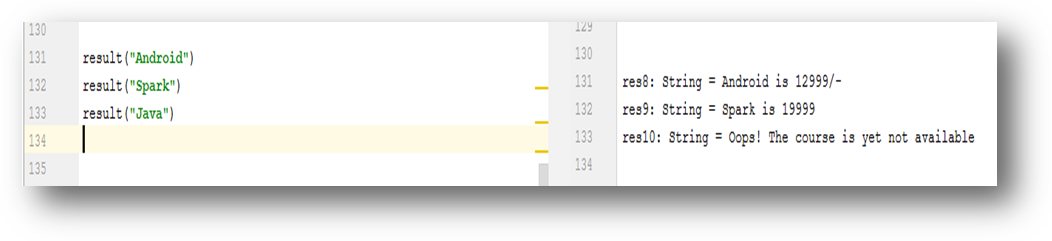 130
131 result("Android")
132 result("Spark")
133 result("Java")
134
135
129
130
131 res8: String = Android is 12999/-
132 res9: String = Spark is 19999
133 res10: String = Oops! The course is yet not available
134